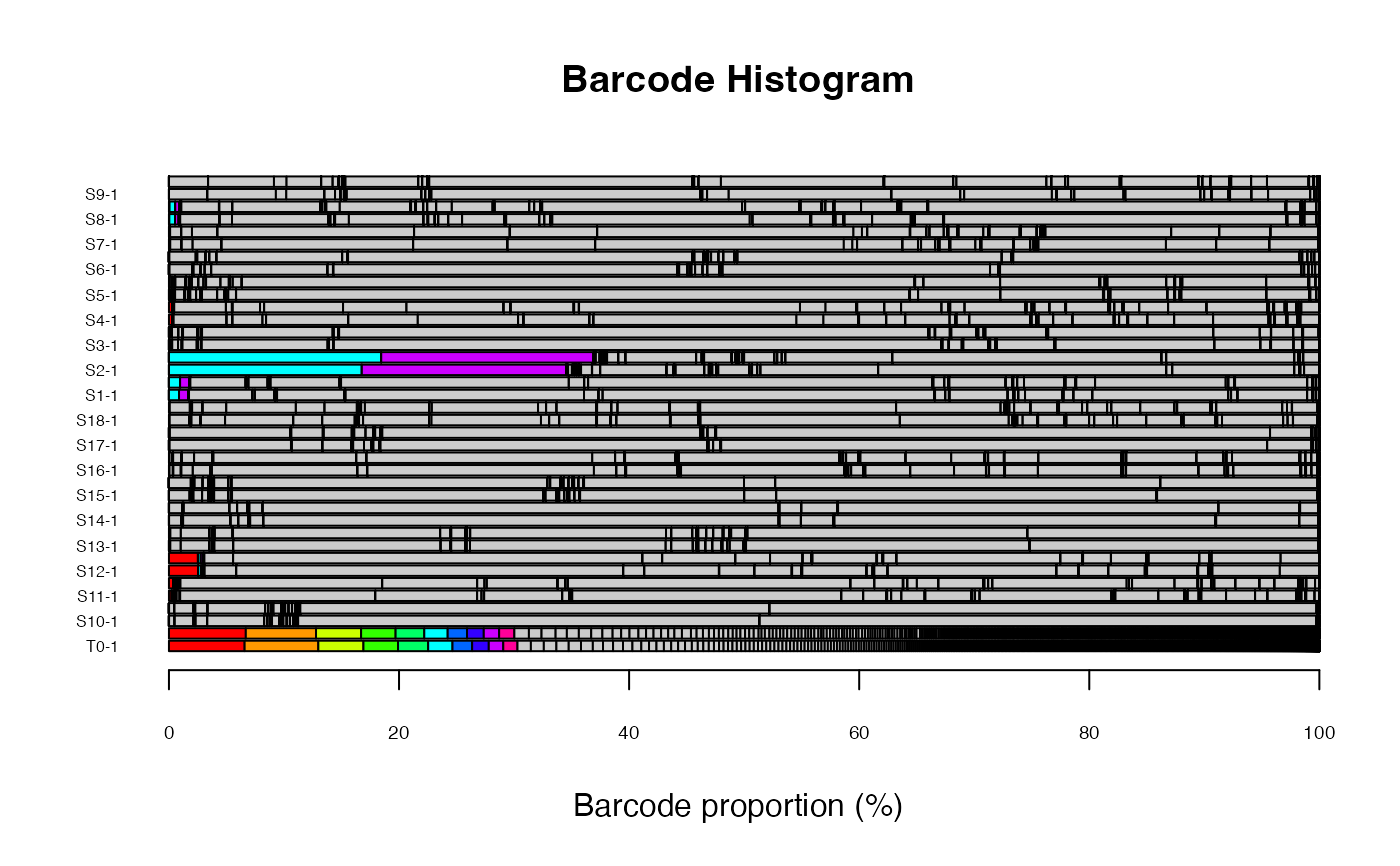 Barcode Histogram
S9-1
S8-1
S7-1
S6-1
S5-1
S4-1
S3-1
S2-1
S1-1
S18-1
S17-1
S16-1
S15-1
S14-1
S13-1
S12-1
S11-1
S10-1
T0-1
0 20 40 60 80 100
Barcode proportion (%)